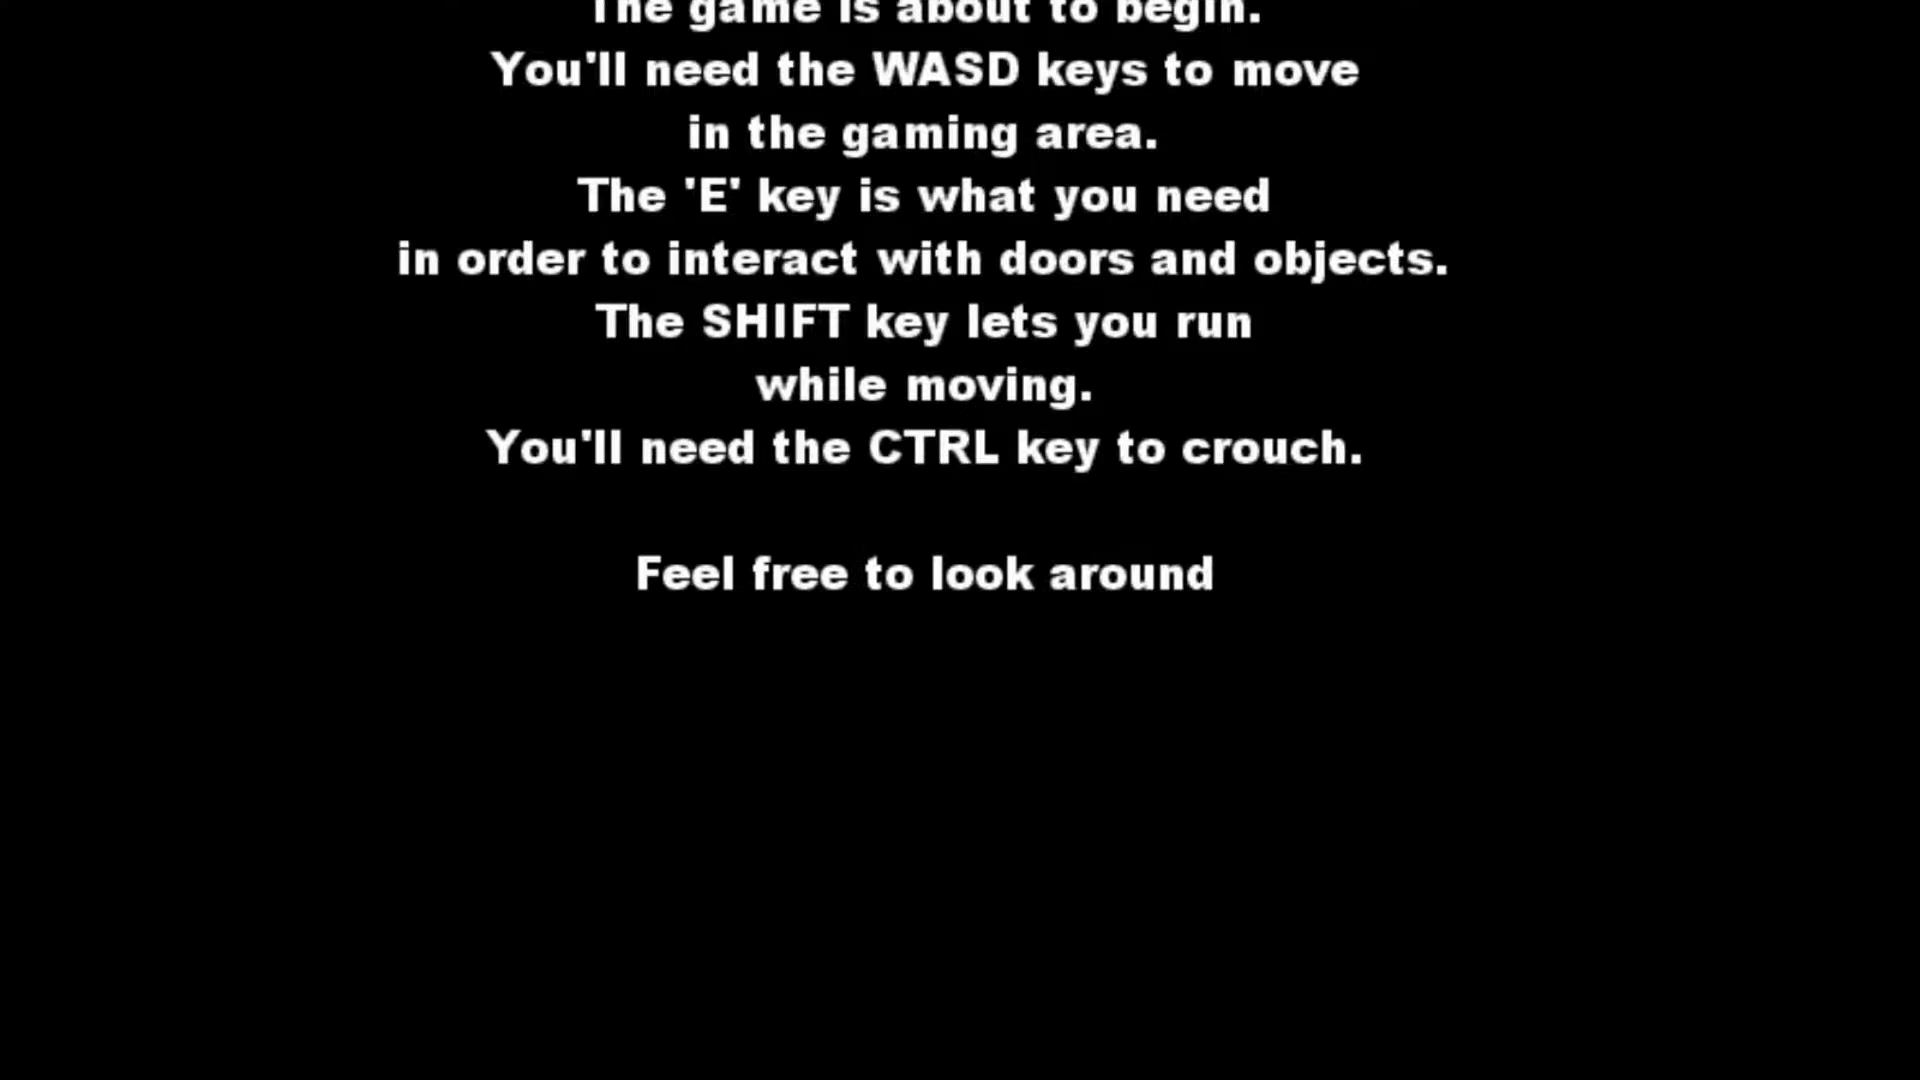 The game is about to begin.
You'll need the WASD keys to move
in the gaming area.
The 'E' key is what you need
in order to interact with doors and objects.
The SHIFT key lets you run
while moving.
You'll need the CTRL key to crouch.
Feel free to look around